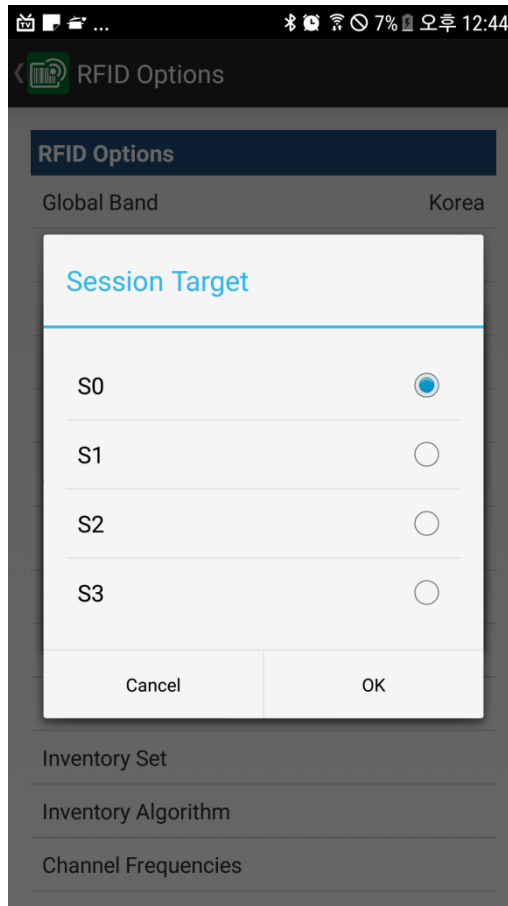 ... 7% 오후 12:44
RFID Options
RFID Options
Global Band Korea
Session Target
S0
S1
S2
S3
Cancel OK
Inventory Set
Inventory Algorithm
Channel Frequencies